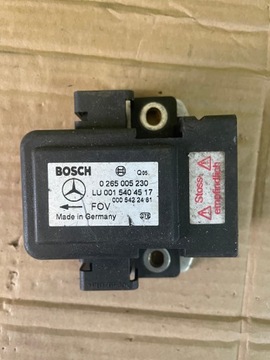 BOSCH
0 265 005 230
LU 001 540 45 17
000 542 24 61
FOV
Made in Germany
Stoss-
empfindlich